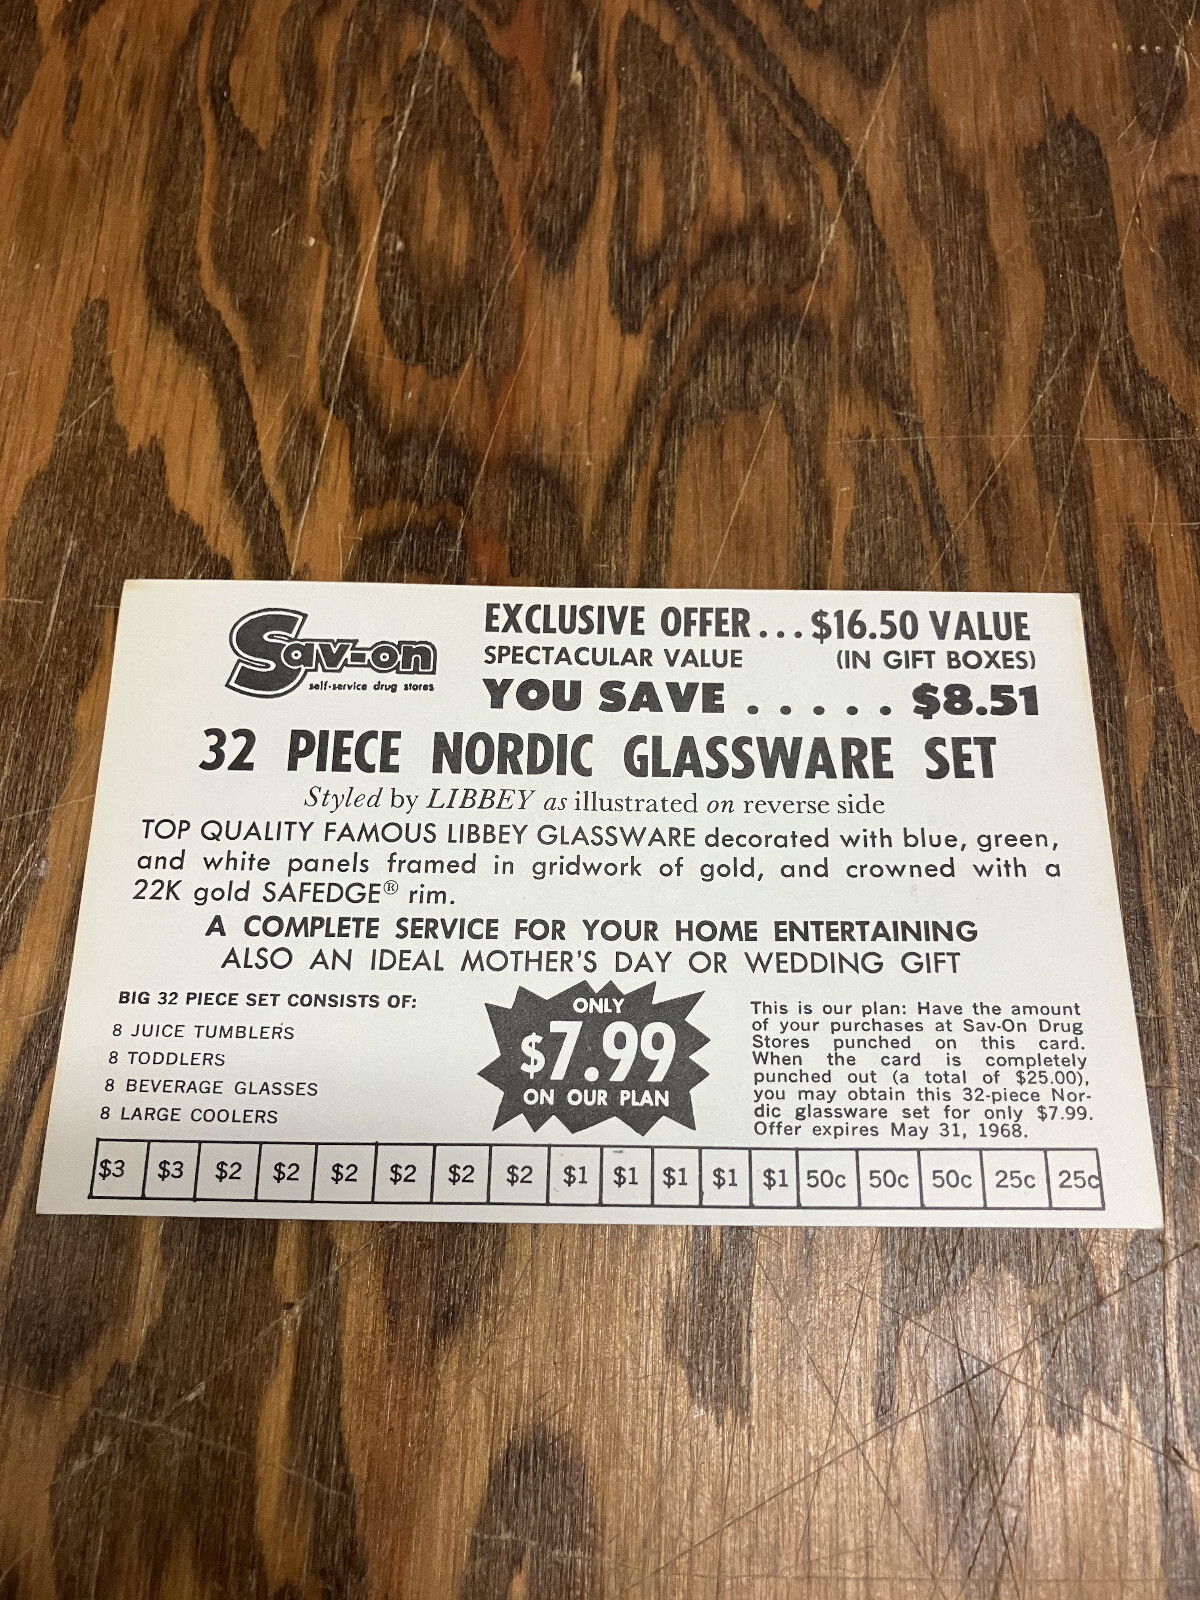 Sav-on
self-service drug stores
EXCLUSIVE OFFER... $16.50 VALUE
SPECTACULAR VALUE (IN GIFT BOXES)
YOU SAVE . . . . . $8.51
32 PIECE NORDIC GLASSWARE SET
Styled by LIBBEY as illustrated on reverse side
TOP QUALITY FAMOUS LIBBEY GLASSWARE decorated with blue, green,
and white panels framed in gridwork of gold, and crowned with a
22K gold SAFEDGE® rim.
A COMPLETE SERVICE FOR YOUR HOME ENTERTAINING
ALSO AN IDEAL MOTHER'S DAY OR WEDDING GIFT
BIG 32 PIECE SET CONSISTS OF:
8 JUICE TUMBLERS
8 TODDLERS
8 BEVERAGE GLASSES
8 LARGE COOLERS
ONLY
$7.99
ON OUR PLAN
This is our plan: Have the amount
of your purchases at Sav-On Drug
Stores punched on this card.
When the card is completely
punched out (a total of $25.00),
you may obtain this 32-piece Nor-
dic glassware set for only $7.99.
Offer expires May 31, 1968.
$3 $3 $2 $2 $2 $2 $2 $2 $1 $1 $1 $1 $1 50c 50c 50c 25c 25c